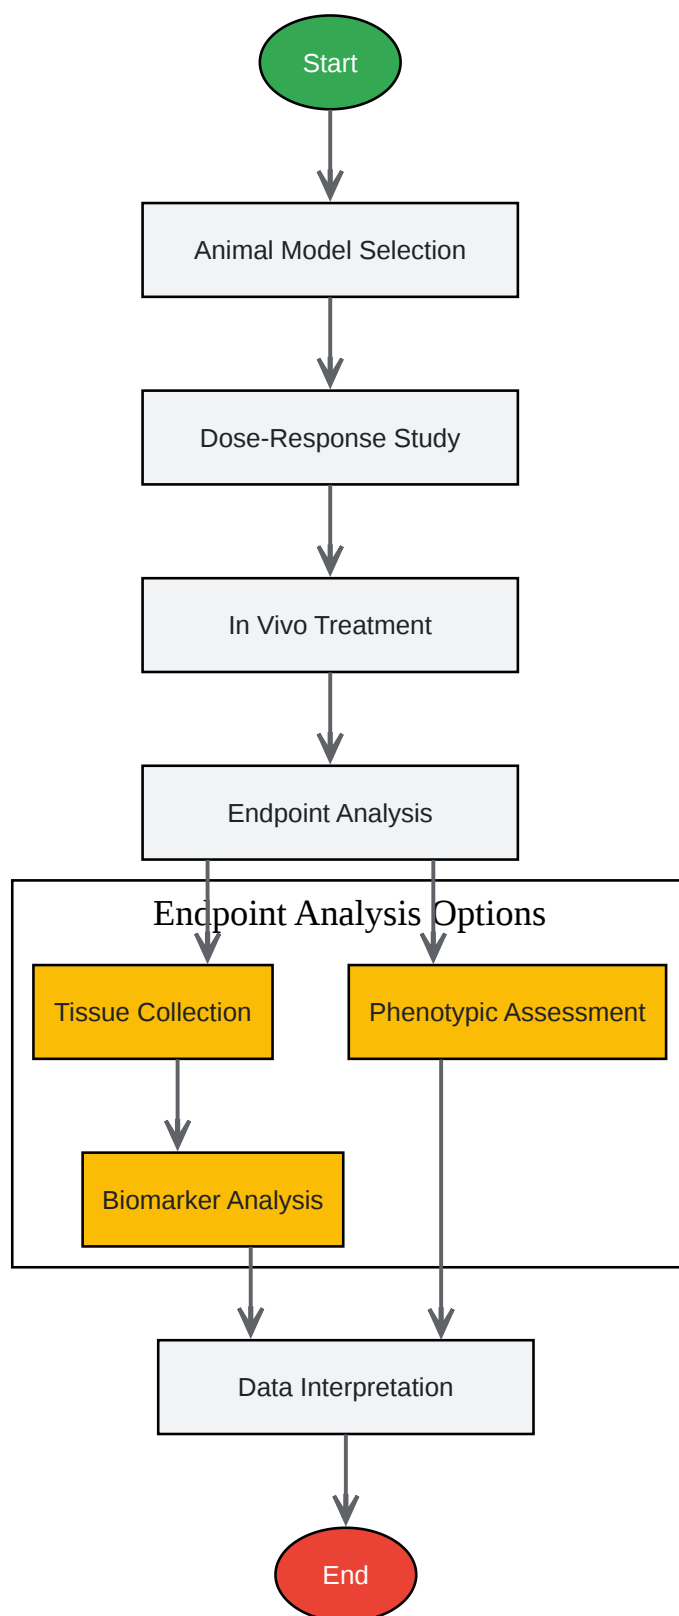 Start
Animal Model Selection
Dose-Response Study
In Vivo Treatment
Endpoint Analysis
Endpoint Analysis Options
Tissue Collection
Phenotypic Assessment
Biomarker Analysis
Data Interpretation
End